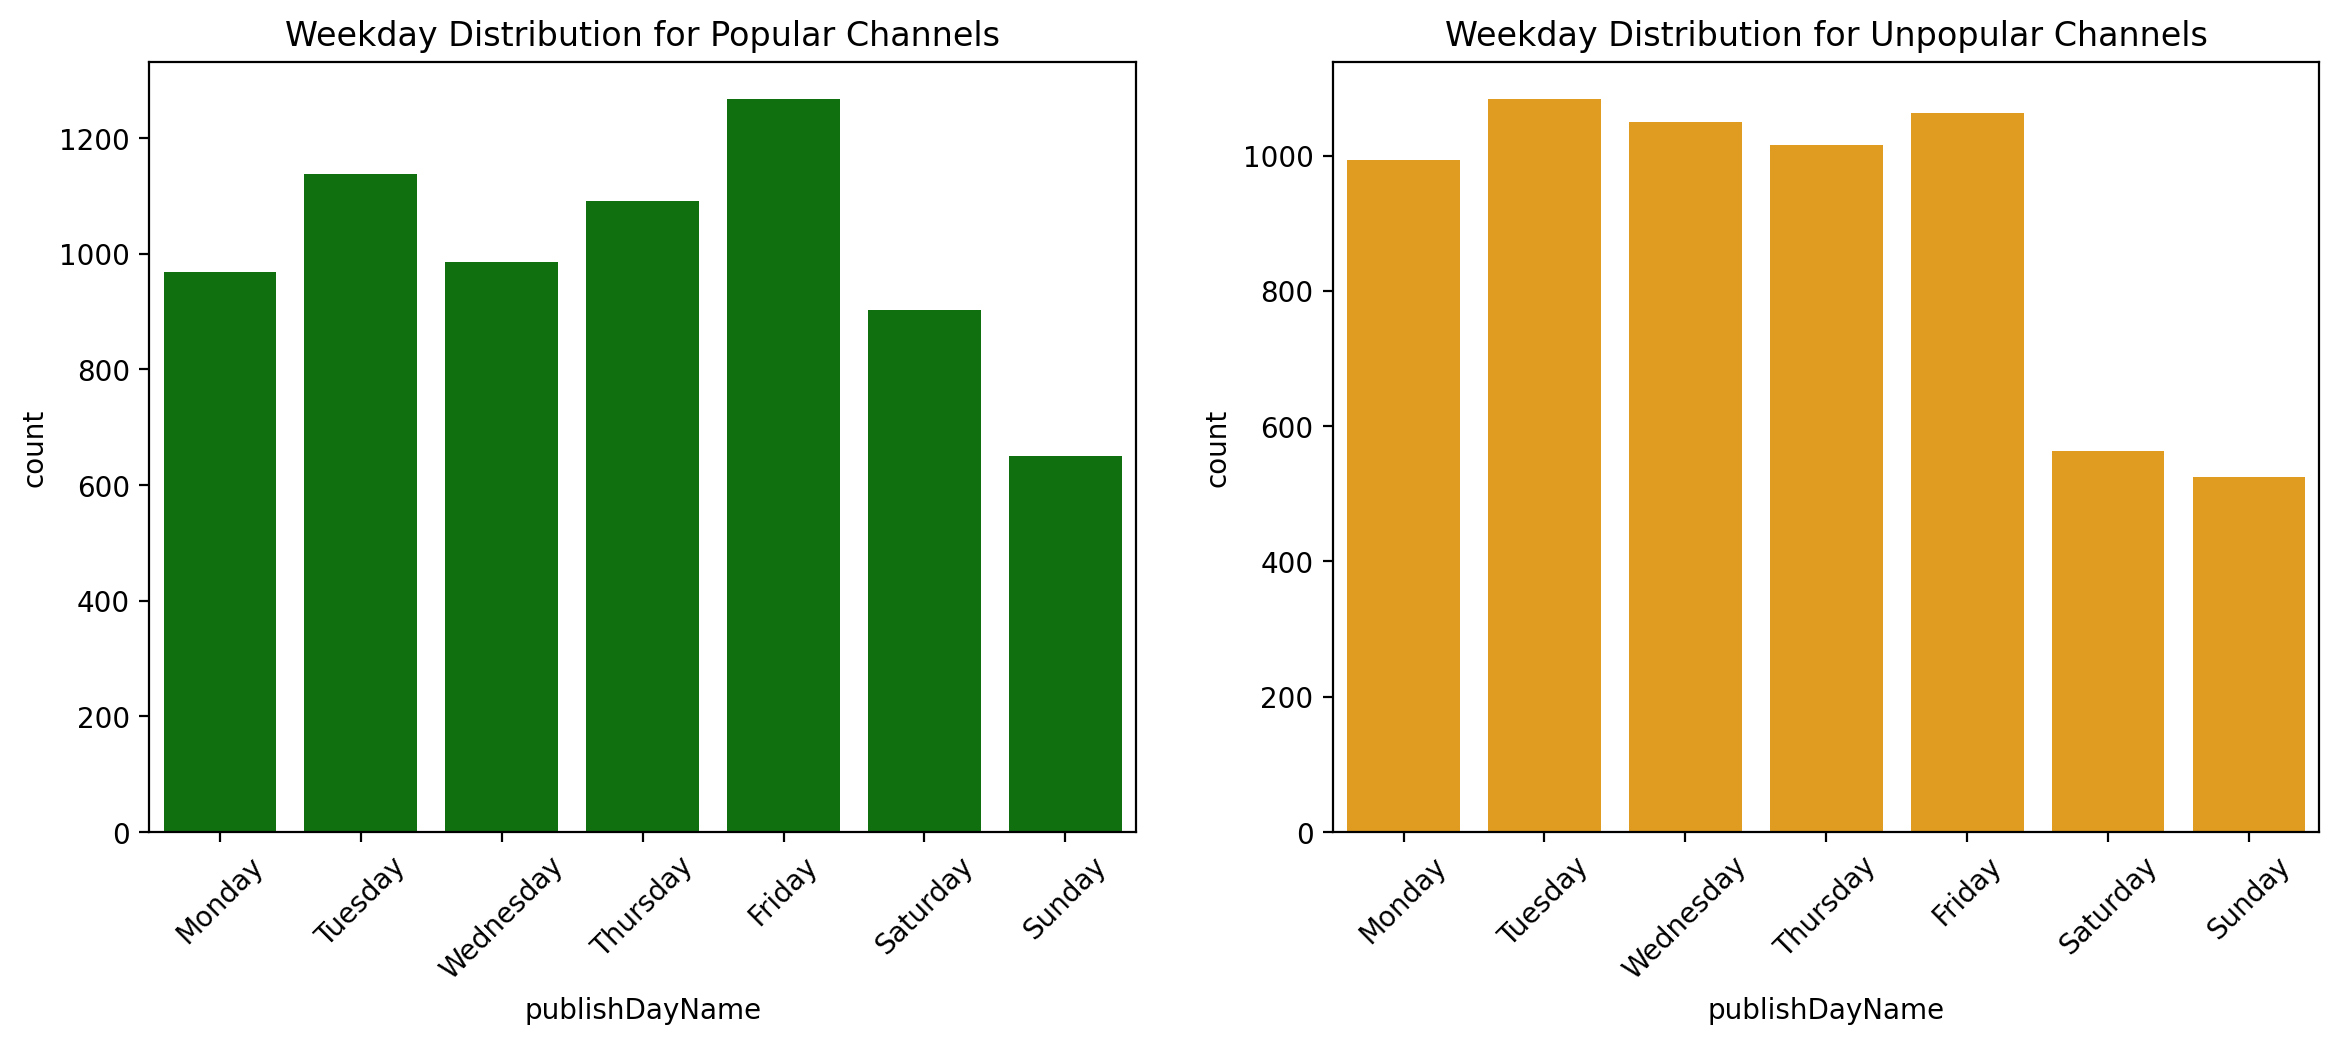 Weekday Distribution for Popular Channels
1200
1000
800
600
400
200
0
count
Monday
Tuesday
Wednesday
Thursday
Friday
Saturday
Sunday
publishDayName
Weekday Distribution for Unpopular Channels
1000
800
600
400
200
0
count
Monday
Tuesday
Wednesday
Thursday
Friday
Saturday
Sunday
publishDayName